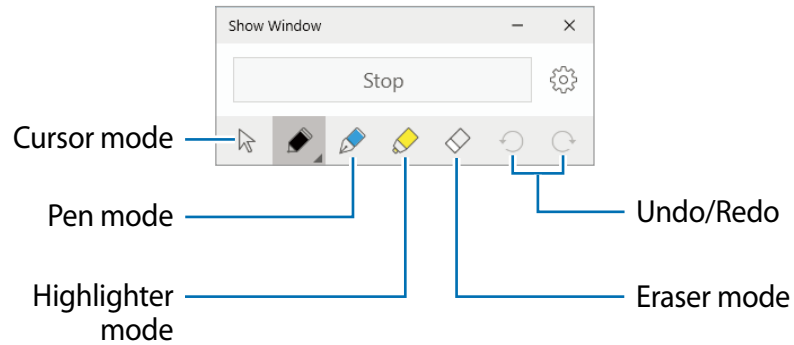 Show Window
Stop
Cursor mode
Pen mode
Undo/Redo
Highlighter
mode
Eraser mode